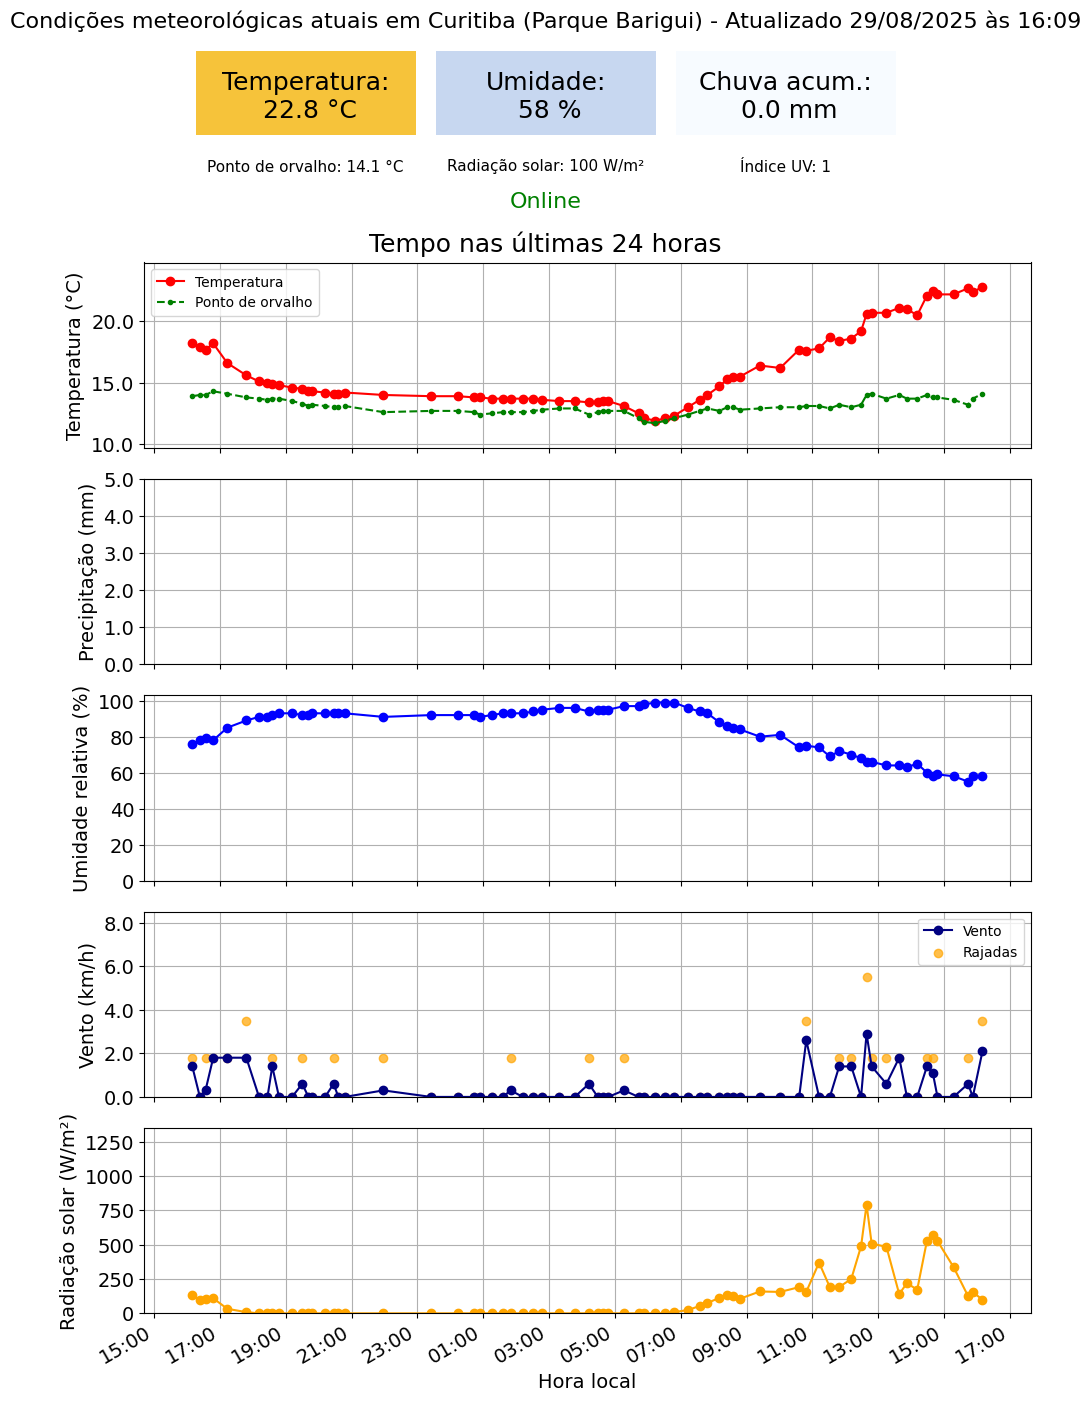 Condições meteorológicas atuais em Curitiba (Parque Barigui) - Atualizado 29/08/2025 às 16:09
Temperatura:
22.8 °C
Umidade:
58 %
Chuva acum.:
0.0 mm
Ponto de orvalho: 14.1 °C
Radiação solar: 100 W/m²
Índice UV: 1
Online
Tempo nas últimas 24 horas
Temperatura (°C)
20.0
15.0
10.0
Temperatura
Ponto de orvalho
Precipitação (mm)
5.0
4.0
3.0
2.0
1.0
0.0
Umidade relativa (%)
100
80
60
40
20
0
Vento (km/h)
8.0
6.0
4.0
2.0
0.0
Vento
Rajadas
Radiação solar (W/m²)
1250
1000
750
500
250
0
15:00
17:00
19:00
21:00
23:00
01:00
03:00
05:00
07:00
09:00
11:00
13:00
15:00
17:00
Hora local